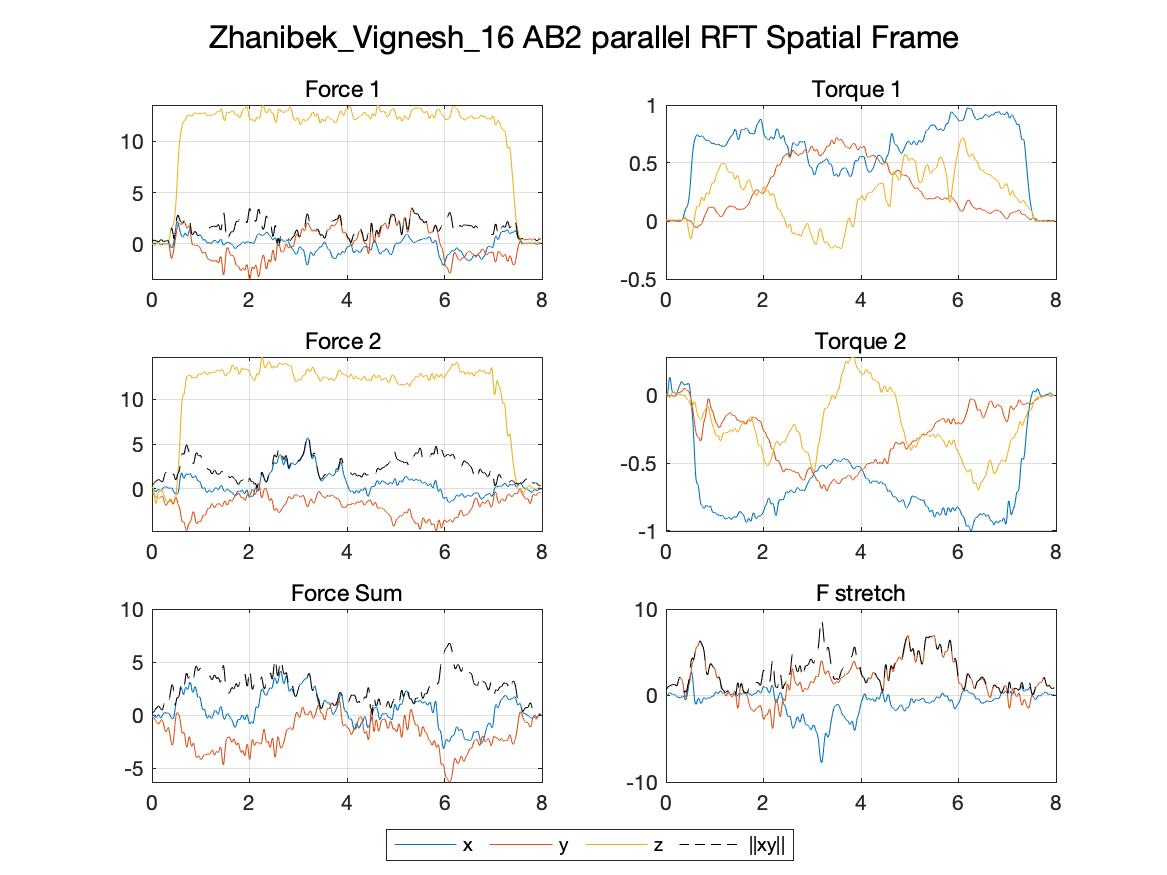 Zhanibek_Vignesh_16 AB2 parallel RFT Spatial Frame
Force 1
10
5
0
0 2 4 6 8
Torque 1
1
0.5
0
-0.5
0 2 4 6 8
Force 2
10
5
0
0 2 4 6 8
Torque 2
0
-0.5
-1
0 2 4 6 8
Force Sum
10
5
0
-5
0 2 4 6 8
F stretch
10
0
-10
0 2 4 6 8
x y z ||xy||